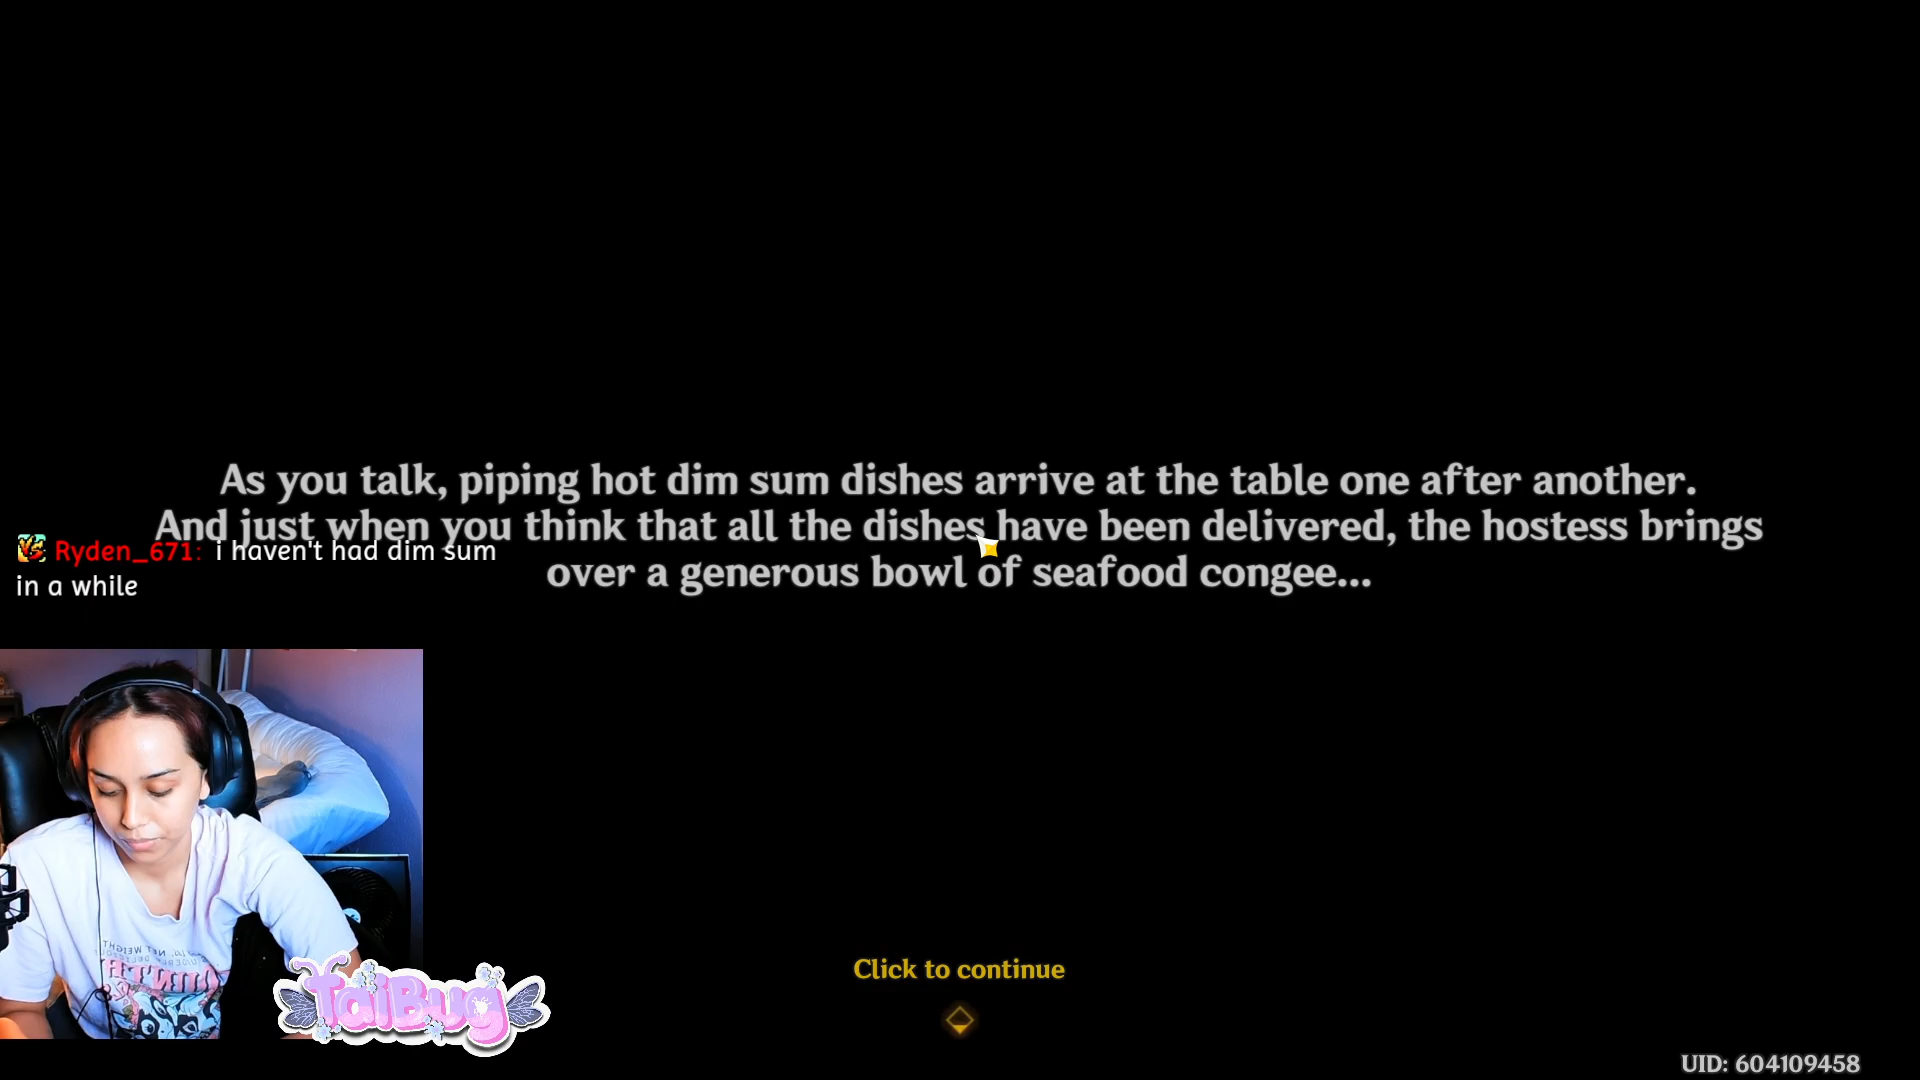 As you talk, piping hot dim sum dishes arrive at the table one after another.
And just when you think that all the dishes have been delivered, the hostess brings
over a generous bowl of seafood congee...
Ryden_671: i haven't had dim sum
in a while
TaiBug
Click to continue
UID: 604109458